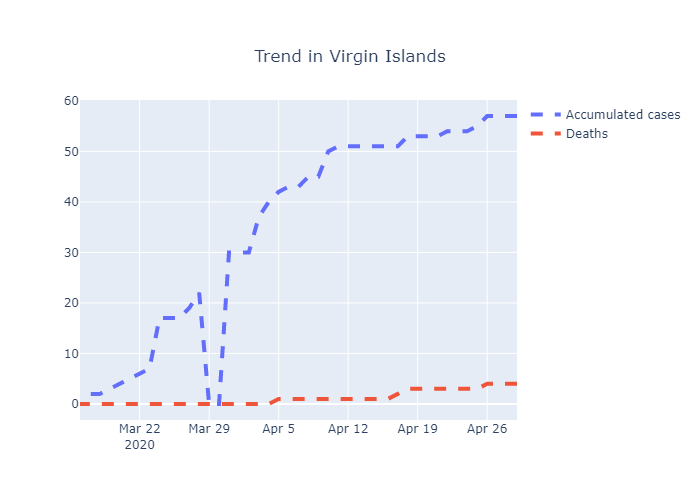 Trend in Virgin Islands
60
50
40
30
20
10
0
Mar 22
2020
Mar 29
Apr 5
Apr 12
Apr 19
Apr 26
Accumulated cases
Deaths